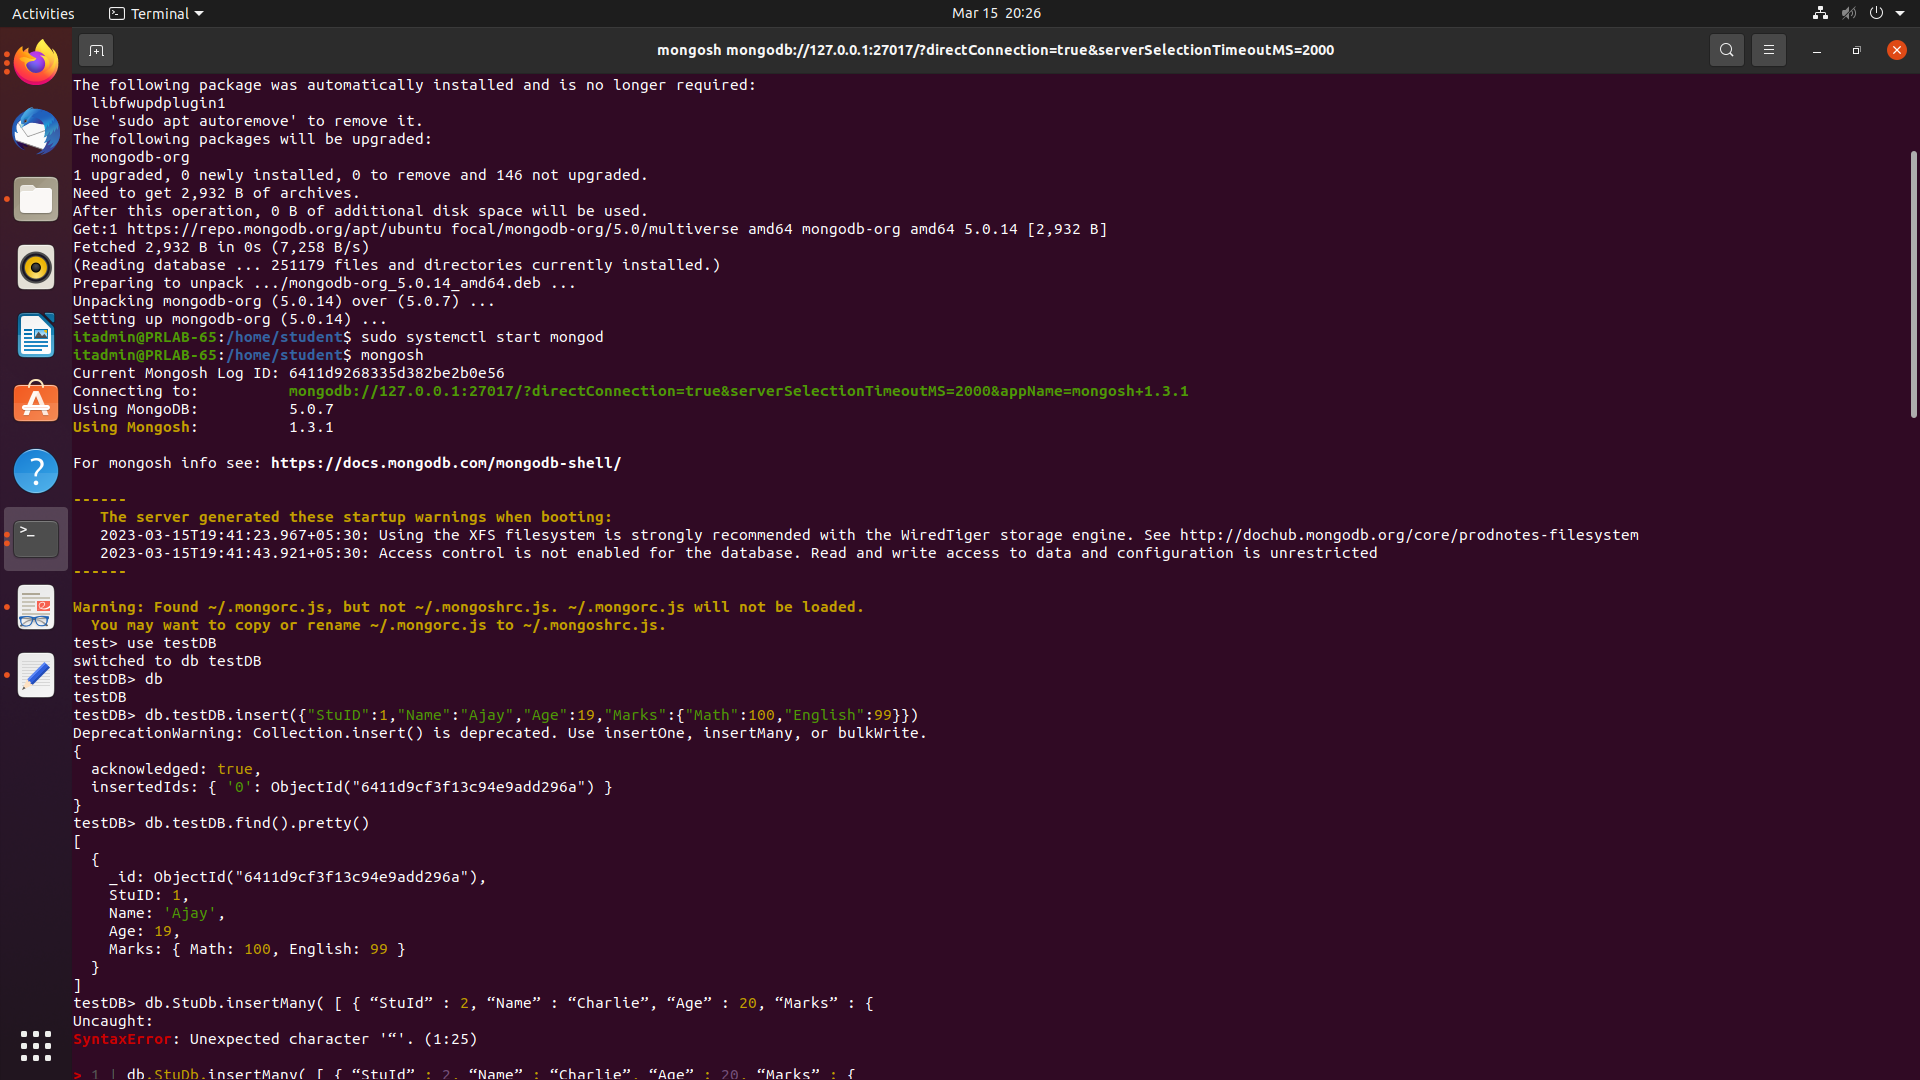 Activities
Terminal
Mar 15 20:26
mongosh mongodb://127.0.0.1:27017/?directConnection=true&serverSelectionTimeoutMS=2000
The following package was automatically installed and is no longer required:
  libfwupdplugin1
Use 'sudo apt autoremove' to remove it.
The following packages will be upgraded:
  mongodb-org
1 upgraded, 0 newly installed, 0 to remove and 146 not upgraded.
Need to get 2,932 B of archives.
After this operation, 0 B of additional disk space will be used.
Get:1 https://repo.mongodb.org/apt/ubuntu focal/mongodb-org/5.0/multiverse amd64 mongodb-org amd64 5.0.14 [2,932 B]
Fetched 2,932 B in 0s (7,258 B/s)
(Reading database ... 251179 files and directories currently installed.)
Preparing to unpack .../mongodb-org_5.0.14_amd64.deb ...
Unpacking mongodb-org (5.0.14) over (5.0.7) ...
Setting up mongodb-org (5.0.14) ...
itadmin@PRLAB-65:/home/student$ sudo systemctl start mongod
itadmin@PRLAB-65:/home/student$ mongosh
Current Mongosh Log ID: 6411d9268335d382be2b0e56
Connecting to:          mongodb://127.0.0.1:27017/?directConnection=true&serverSelectionTimeoutMS=2000&appName=mongosh+1.3.1
Using MongoDB:          5.0.7
Using Mongosh:          1.3.1
For mongosh info see: https://docs.mongodb.com/mongodb-shell/
------
   The server generated these startup warnings when booting:
   2023-03-15T19:41:23.967+05:30: Using the XFS filesystem is strongly recommended with the WiredTiger storage engine. See http://dochub.mongodb.org/core/prodnotes-filesystem
   2023-03-15T19:41:43.921+05:30: Access control is not enabled for the database. Read and write access to data and configuration is unrestricted
------
Warning: Found ~/.mongorc.js, but not ~/.mongoshrc.js. ~/.mongorc.js will not be loaded.
  You may want to copy or rename ~/.mongorc.js to ~/.mongoshrc.js.
test> use testDB
switched to db testDB
testDB> db
testDB
testDB> db.testDB.insert({"StuID":1,"Name":"Ajay","Age":19,"Marks":{"Math":100,"English":99}})
DeprecationWarning: Collection.insert() is deprecated. Use insertOne, insertMany, or bulkWrite.
{
  acknowledged: true,
  insertedIds: { '0': ObjectId("6411d9cf3f13c94e9add296a") }
}
testDB> db.testDB.find().pretty()
[
  {
    _id: ObjectId("6411d9cf3f13c94e9add296a"),
    StuID: 1,
    Name: 'Ajay',
    Age: 19,
    Marks: { Math: 100, English: 99 }
  }
]
testDB> db.StuDb.insertMany( [ { “StuId” : 2, “Name” : “Charlie”, “Age” : 20, “Marks” : {
Uncaught:
SyntaxError: Unexpected character '“'. (1:25)
> 1 | db.StuDb.insertMany( [ { “StuId” : 2, “Name” : “Charlie”, “Age” : 20, “Marks” : {